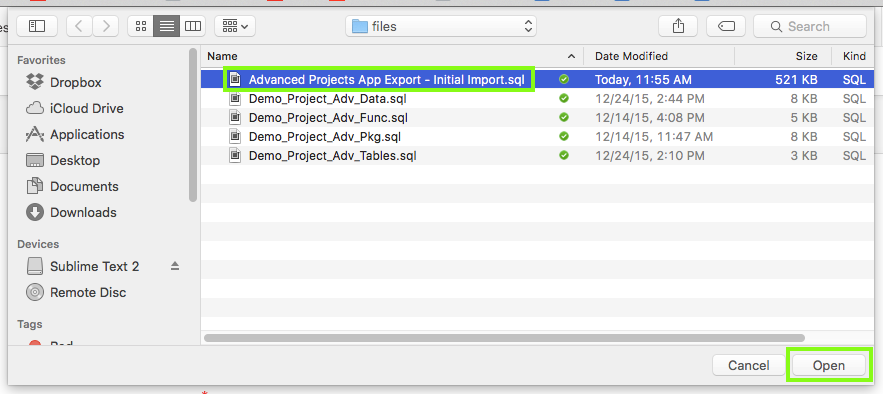 files
Search
Favorites
Dropbox
iCloud Drive
Applications
Desktop
Documents
Downloads
Devices
Sublime Text 2
Remote Disc
Tags
Name Date Modified Size Kind
Advanced Projects App Export - Initial Import.sql Today, 11:55 AM 521 KB SQL
Demo_Project_Adv_Data.sql 12/24/15, 2:44 PM 8 KB SQL
Demo_Project_Adv_Func.sql 12/14/15, 4:08 PM 5 KB SQL
Demo_Project_Adv_Pkg.sql 12/14/15, 11:47 AM 8 KB SQL
Demo_Project_Adv_Tables.sql 12/24/15, 2:10 PM 3 KB SQL
Cancel Open
*